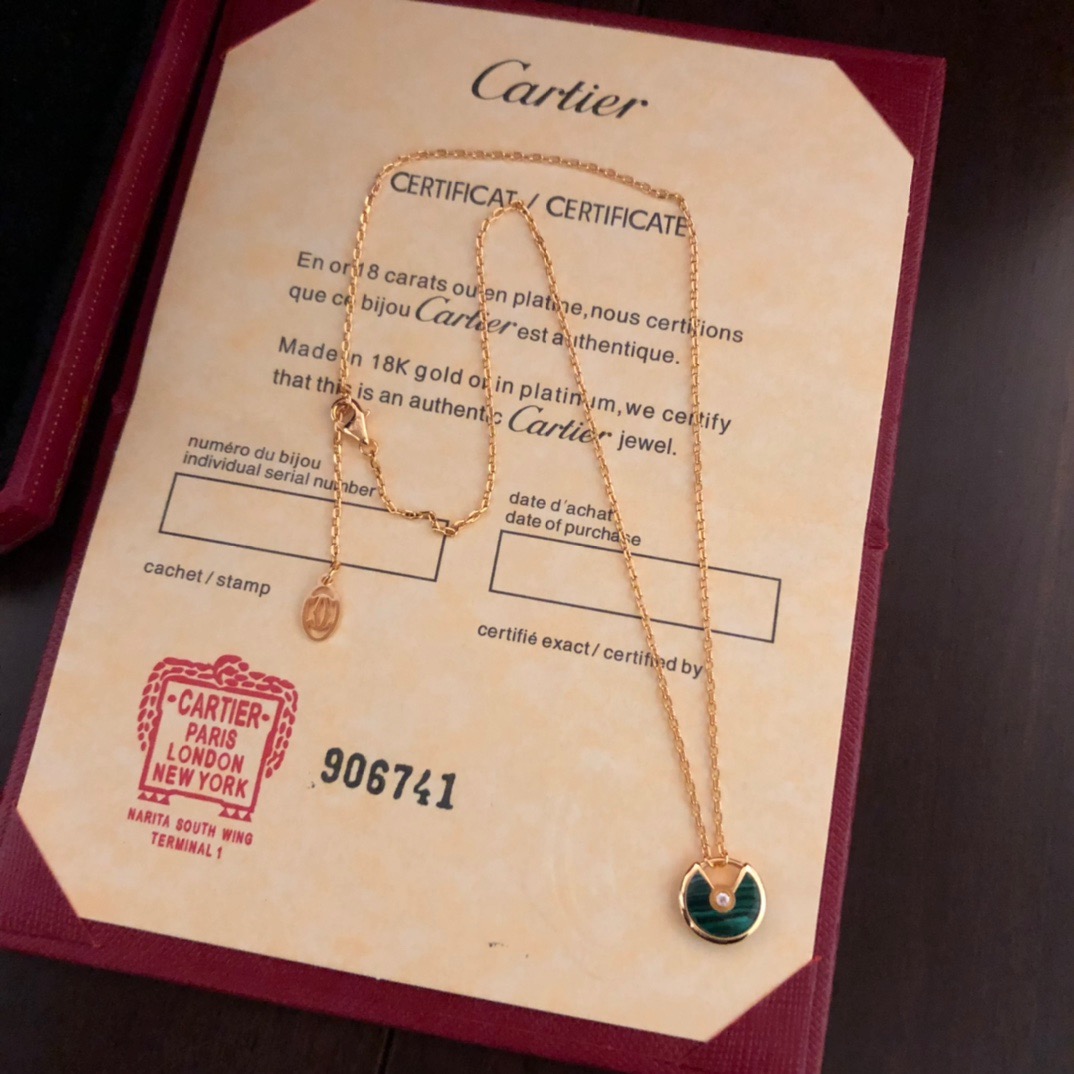 Cartier
CERTIFICAT / CERTIFICATE
En or 18 carats ou en platine, nous certifions
que ce bijou Cartier est authentique.
Made in 18K gold or in platinum, we certify
that this is an authentic Cartier jewel.
numéro du bijou
individual serial number
date d'achat
date of purchase
cachet / stamp
certifié exact / certified by
-CARTIER-
PARIS
LONDON
NEW YORK
NARITA SOUTH WING
TERMINAL 1
906741